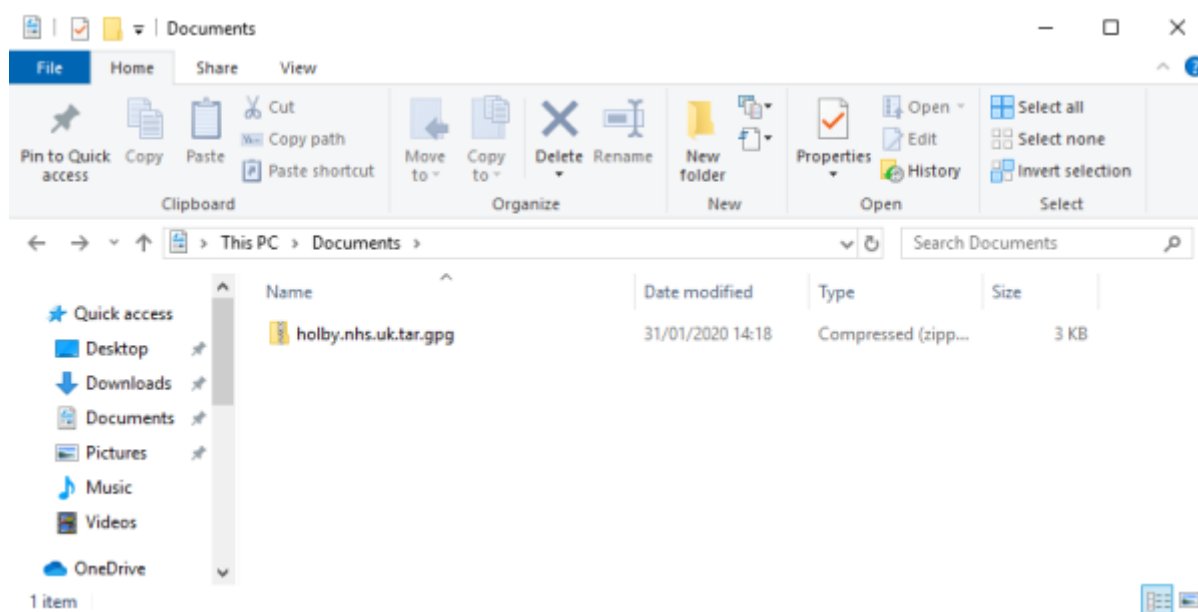 Documents
File Home Share View
Pin to Quick access
Copy
Paste
Cut
Copy path
Paste shortcut
Clipboard
Move to
Copy to
Delete
Rename
Organize
New folder
New
Properties
Open
Edit
History
Open
Select all
Select none
Invert selection
Select
This PC > Documents >
Search Documents
Quick access
Desktop
Downloads
Documents
Pictures
Music
Videos
OneDrive
Name Date modified Type Size
holby.nhs.uk.tar.gpg 31/01/2020 14:18 Compressed (zipp... 3 KB
1 item